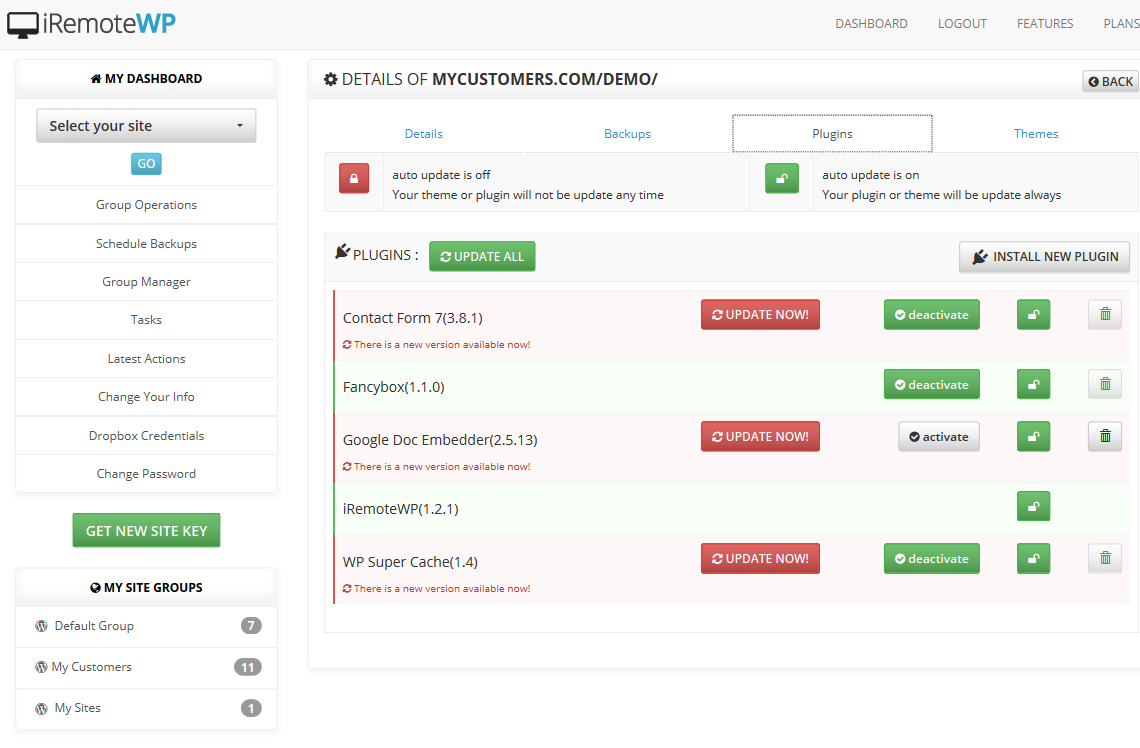 iRemoteWP
DASHBOARD LOGOUT FEATURES PLANS
MY DASHBOARD
Select your site
GO
Group Operations
Schedule Backups
Group Manager
Tasks
Latest Actions
Change Your Info
Dropbox Credentials
Change Password
GET NEW SITE KEY
MY SITE GROUPS
Default Group 7
My Customers 11
My Sites 1
DETAILS OF MYCUSTOMERS.COM/DEMO/
BACK
Details Backups Plugins Themes
auto update is off
Your theme or plugin will not be update any time
auto update is on
Your plugin or theme will be update always
PLUGINS : UPDATE ALL INSTALL NEW PLUGIN
Contact Form 7(3.8.1) UPDATE NOW! deactivate
There is a new version available now!
Fancybox(1.1.0) deactivate
Google Doc Embedder(2.5.13) UPDATE NOW! activate
There is a new version available now!
iRemoteWP(1.2.1)
WP Super Cache(1.4) UPDATE NOW! deactivate
There is a new version available now!